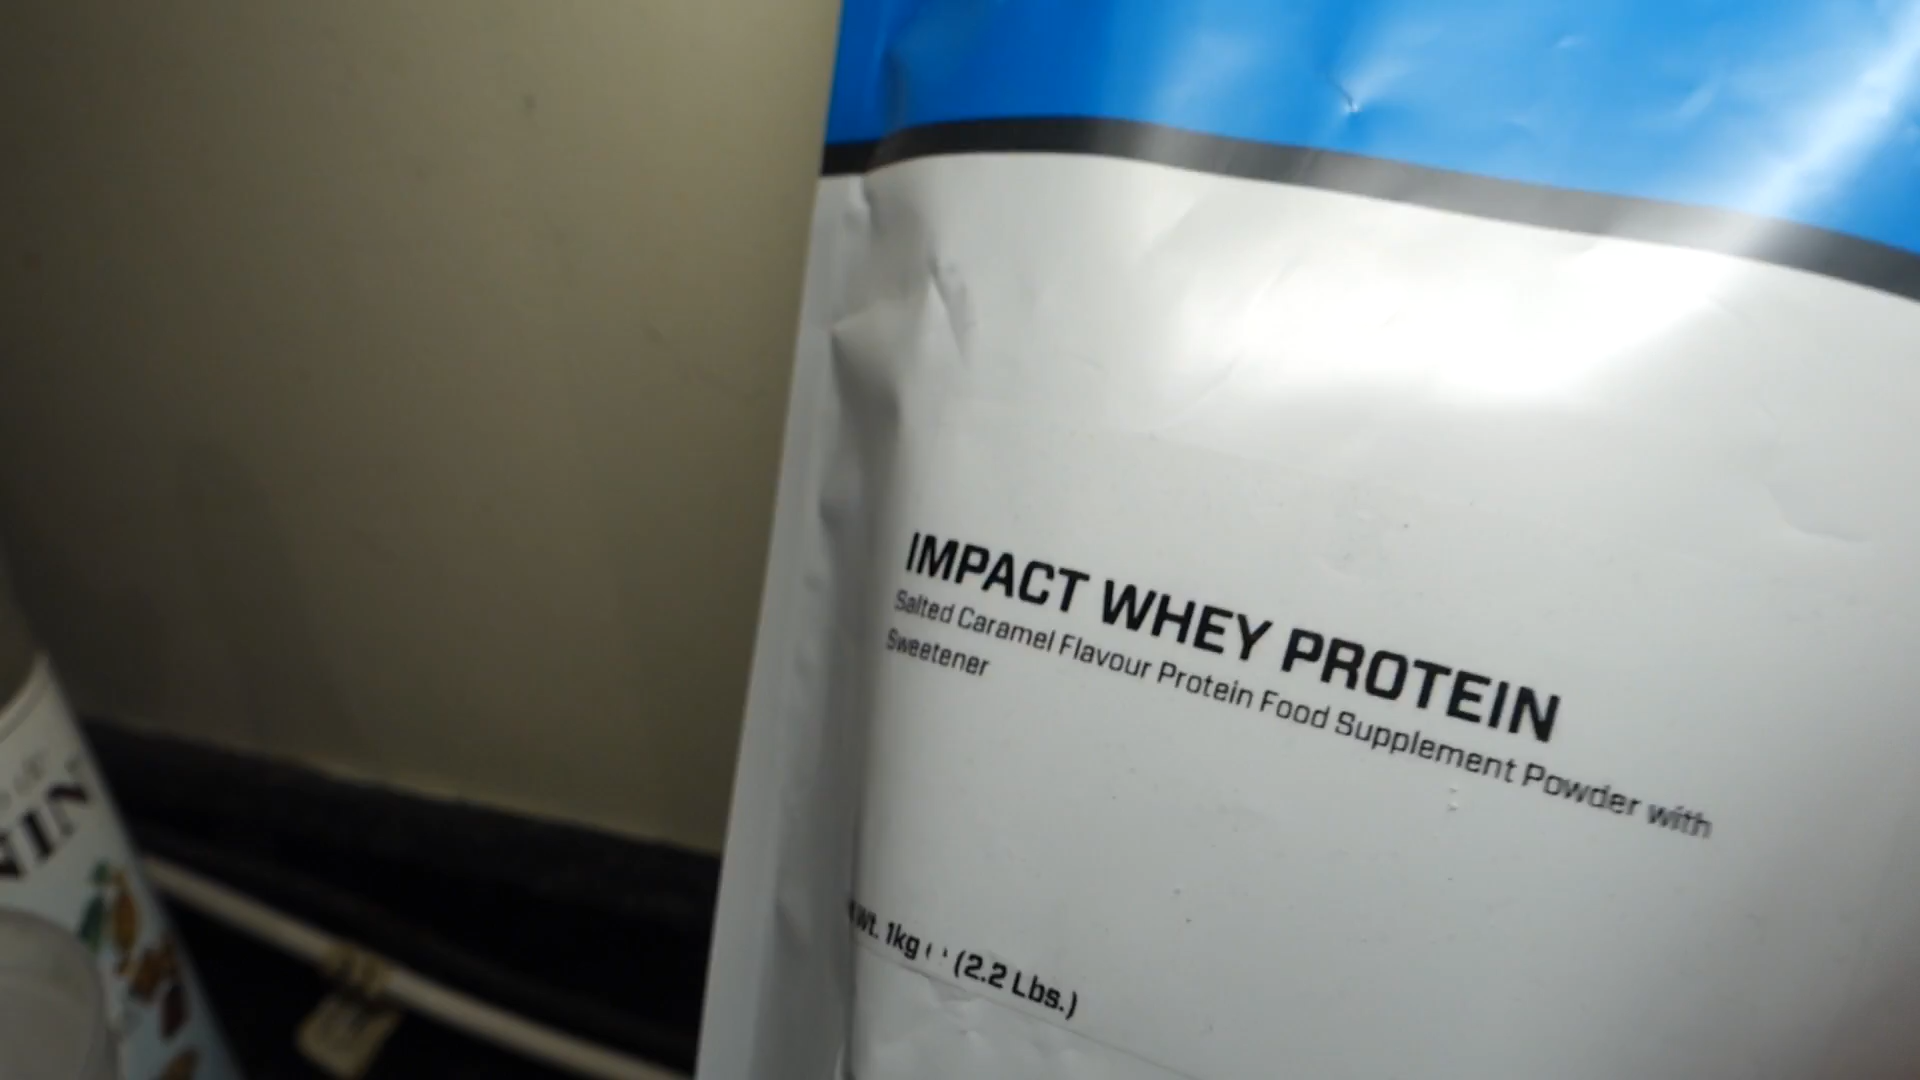 IMPACT WHEY PROTEIN
Salted Caramel Flavour Protein Food Supplement Powder with
Sweetener
Wt. 1kg (2.2 Lbs.)